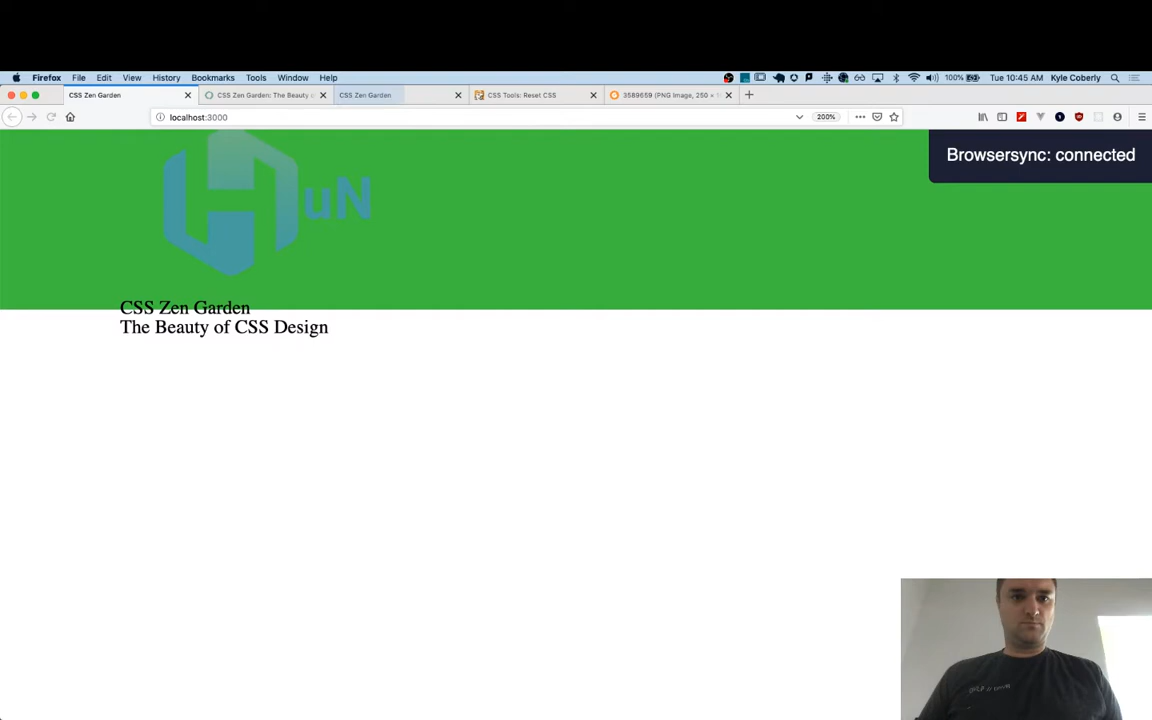 Firefox File Edit View History Bookmarks Tools Window Help 100% Tue 10:45 AM Kyle Coberly
CSS Zen Garden CSS Zen Garden: The Beauty o CSS Zen Garden CSS Tools: Reset CSS 3589659 (PNG Image, 250 ×
localhost:3000 200%
Browsersync: connected
HuN
CSS Zen Garden
The Beauty of CSS Design